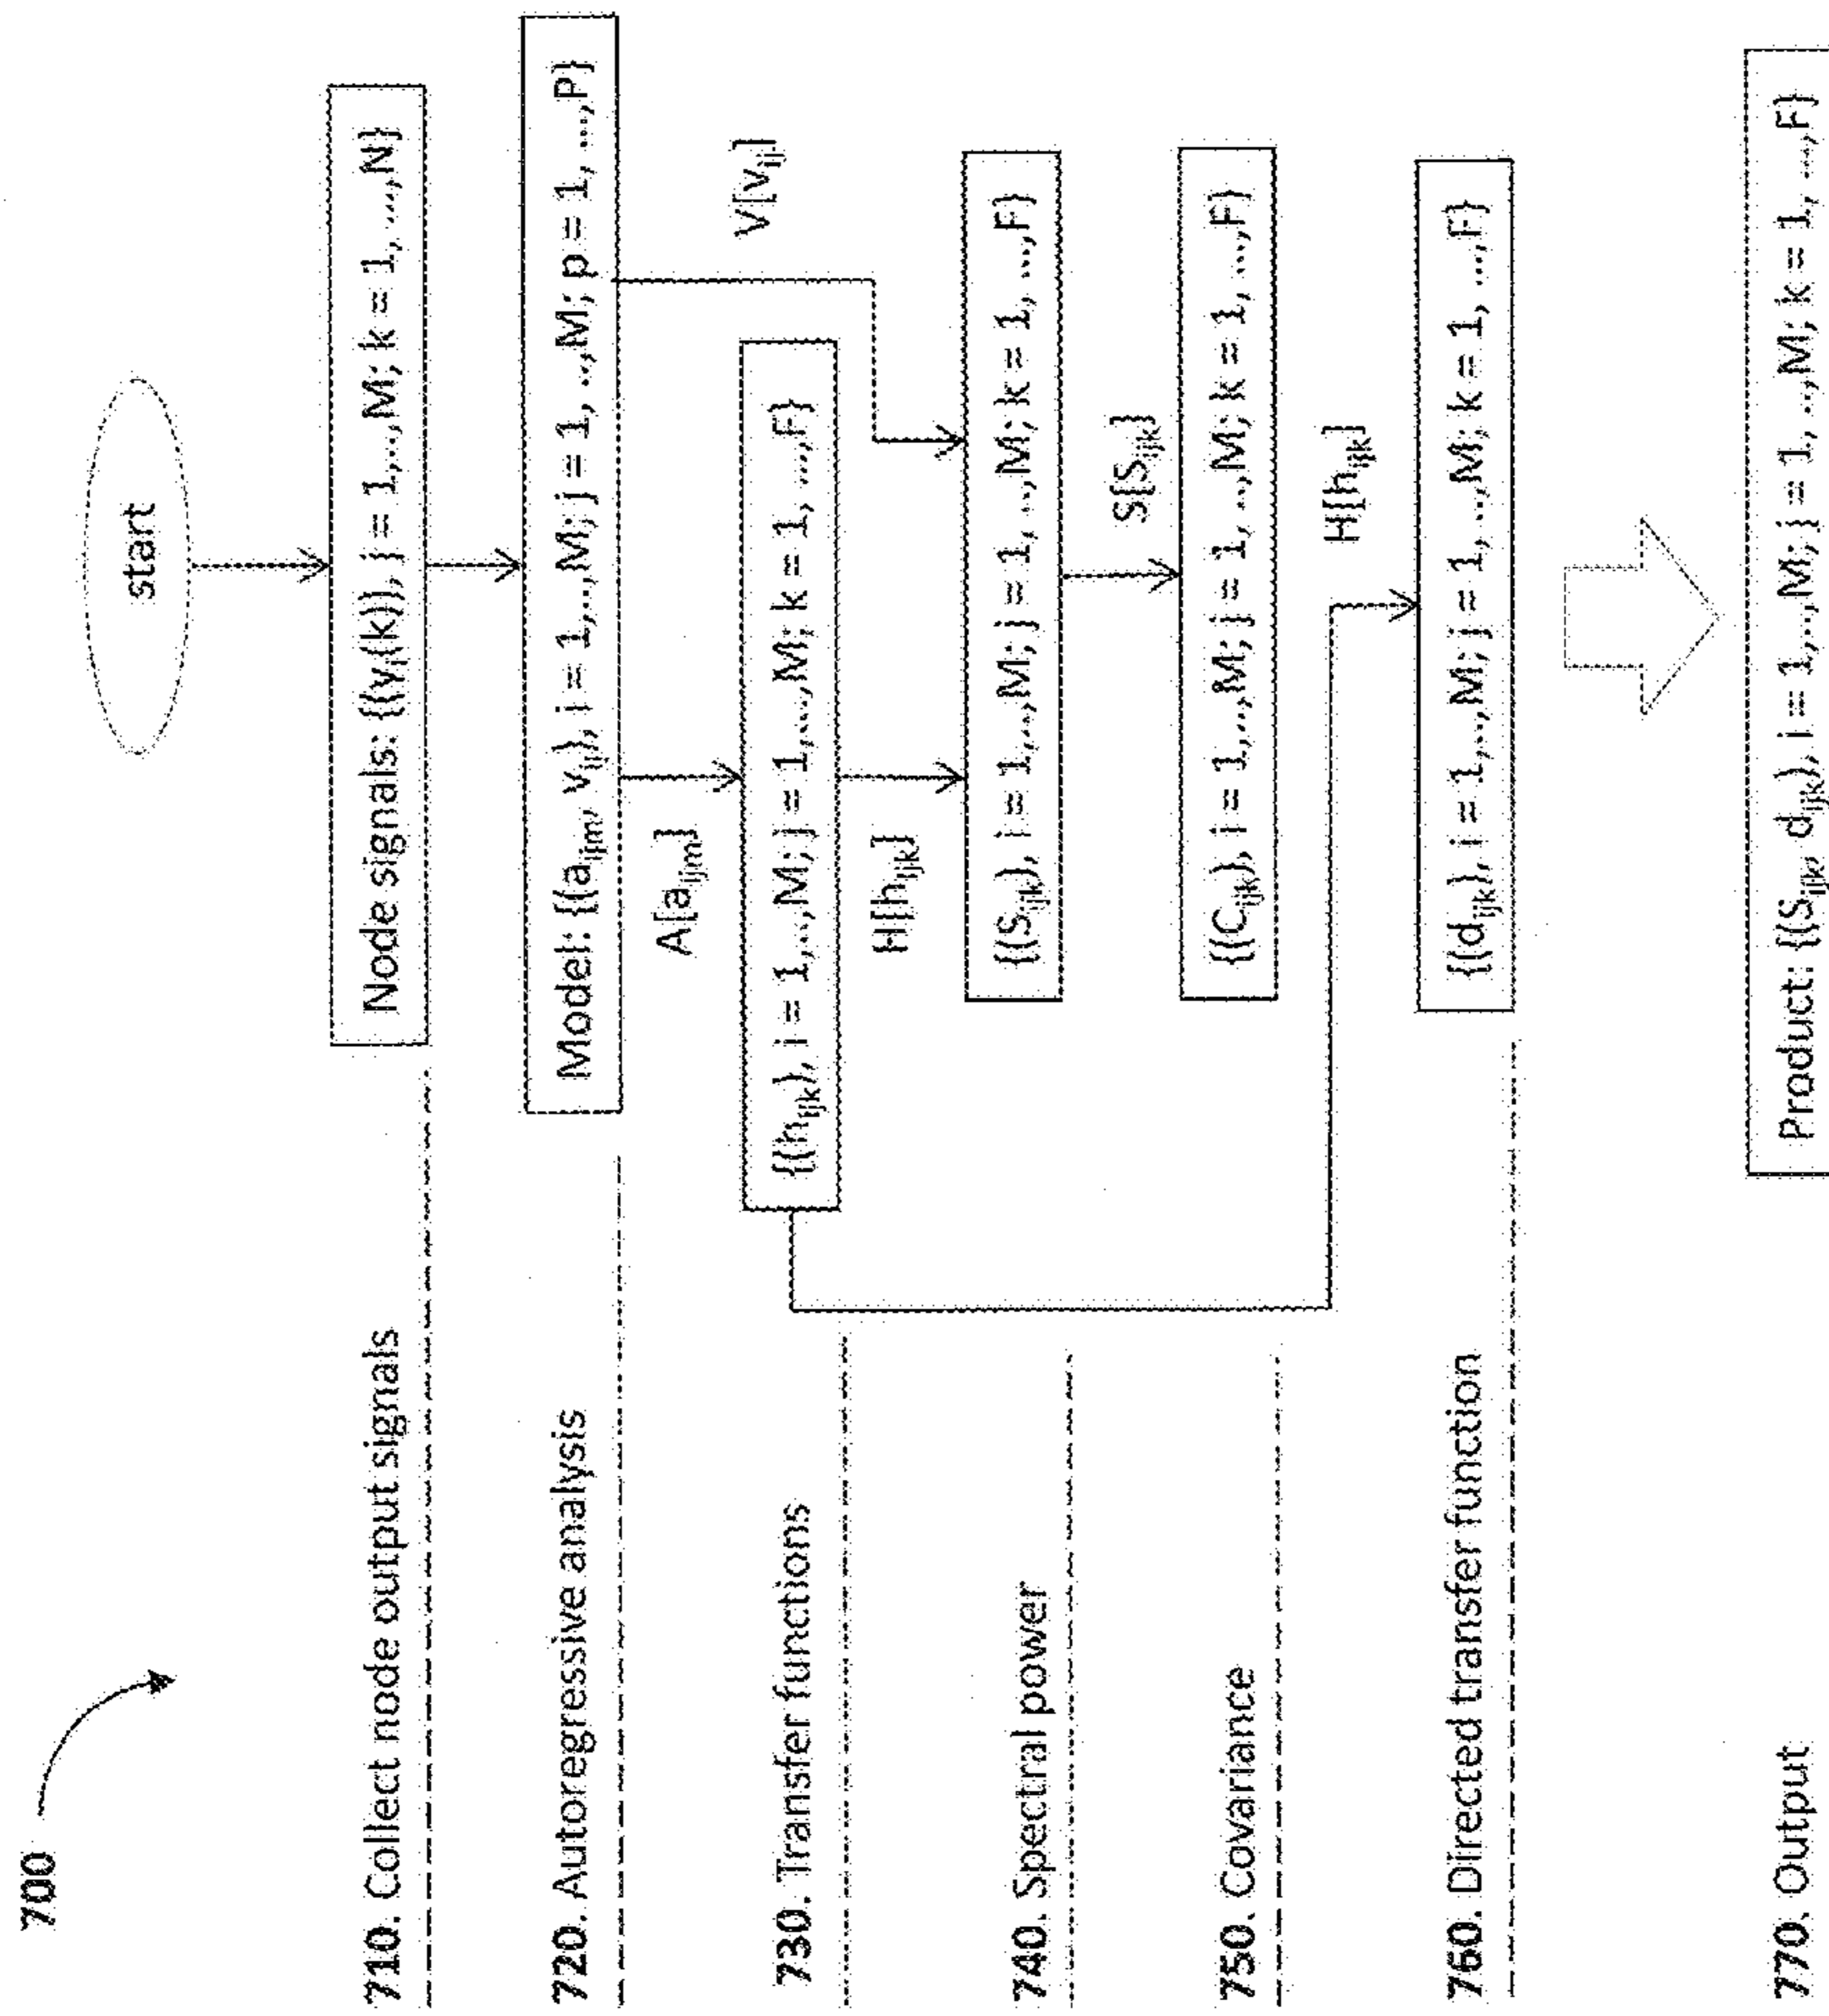 700
start
710. Collect node output signals
Node signals: {(yⱼ(k)), j = 1,..,M; k = 1, ...,N}
720. Autoregressive analysis
Model: {(aᵢⱼₘ, vᵢⱼ), i = 1,..,M; j = 1, ..,M; p = 1, ...,P}
A[aᵢⱼₘ]
V[vᵢⱼ]
730. Transfer functions
{(hᵢⱼₖ), i = 1,..,M; j = 1,...,M; k = 1, ...,F}
H[hᵢⱼₖ]
740. Spectral power
{(Sᵢⱼₖ), i = 1,..,M; j = 1, ..,M; k = 1, ...,F}
S[Sᵢⱼₖ]
750. Covariance
{(Cᵢⱼₖ), i = 1,..,M; j = 1, ..,M; k = 1, ...,F}
H[hᵢⱼₖ]
760. Directed transfer function
{(dᵢⱼₖ), i = 1,..,M; j = 1, ..,M; k = 1, ...,F}
770. Output
Product: {(Sᵢⱼₖ, dᵢⱼₖ), i = 1,..,M; j = 1, ..,M; k = 1, ...,F}